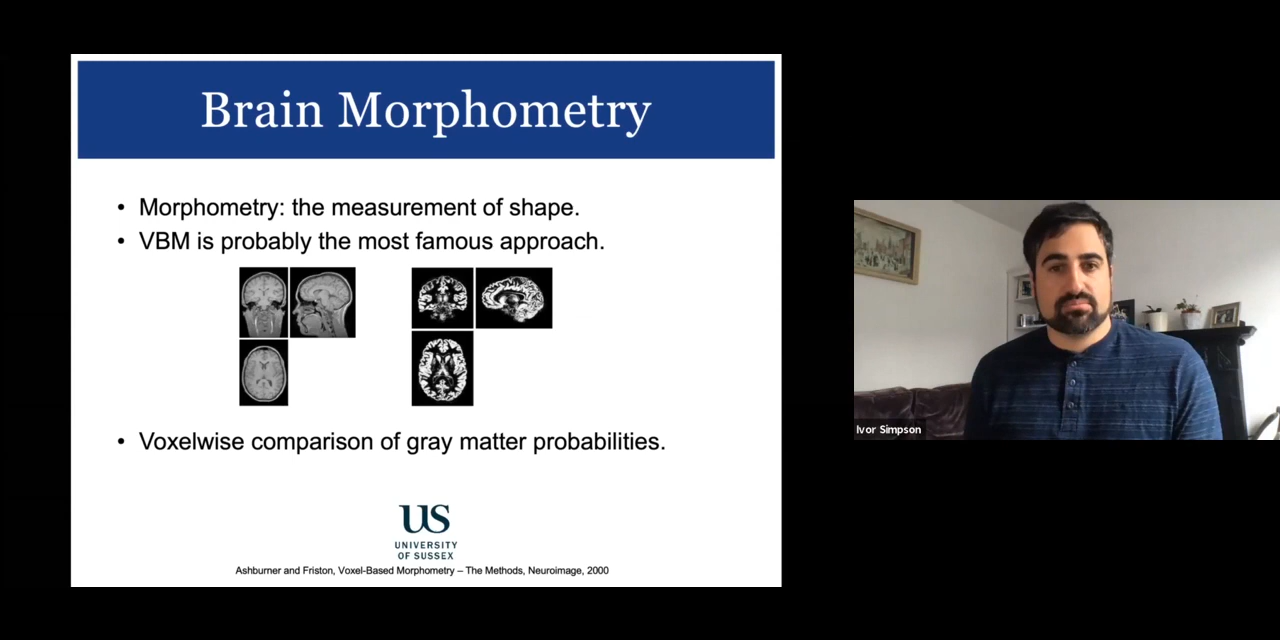 Brain Morphometry
• Morphometry: the measurement of shape.
• VBM is probably the most famous approach.
• Voxelwise comparison of gray matter probabilities.
US
UNIVERSITY
OF SUSSEX
Ashburner and Friston, Voxel-Based Morphometry – The Methods, Neuroimage, 2000
Ivor Simpson